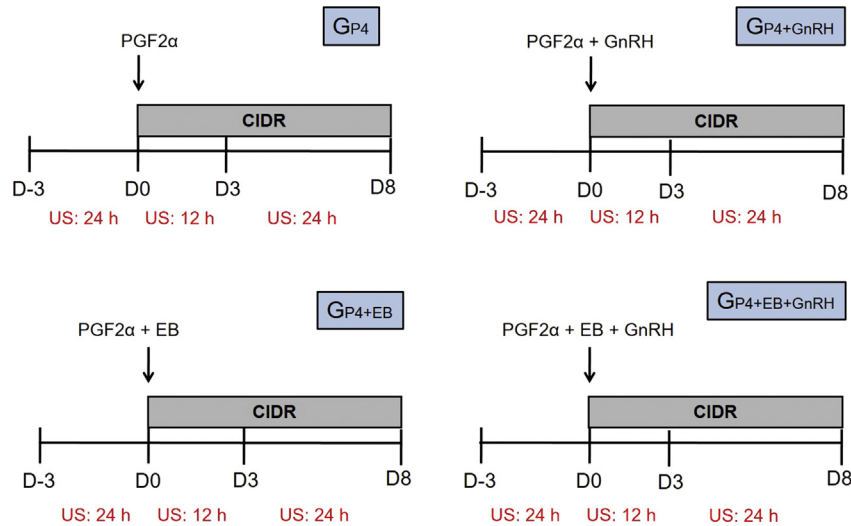 GP4
PGF2α
CIDR
D-3 D0 D3 D8
US: 24 h US: 12 h US: 24 h
GP4+GnRH
PGF2α + GnRH
CIDR
D-3 D0 D3 D8
US: 24 h US: 12 h US: 24 h
GP4+EB
PGF2α + EB
CIDR
D-3 D0 D3 D8
US: 24 h US: 12 h US: 24 h
GP4+EB+GnRH
PGF2α + EB + GnRH
CIDR
D-3 D0 D3 D8
US: 24 h US: 12 h US: 24 h